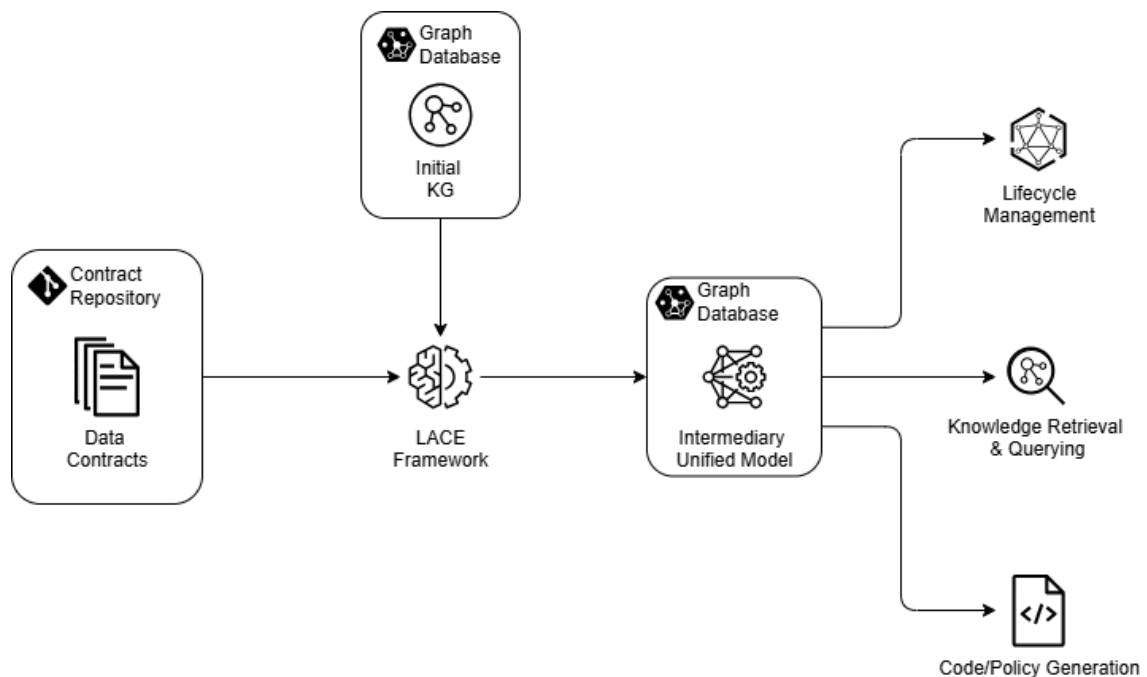 Graph
Database
Initial
KG
Contract
Repository
Data
Contracts
LACE
Framework
Graph
Database
Intermediary
Unified Model
Lifecycle
Management
Knowledge Retrieval
& Querying
</>
Code/Policy Generation